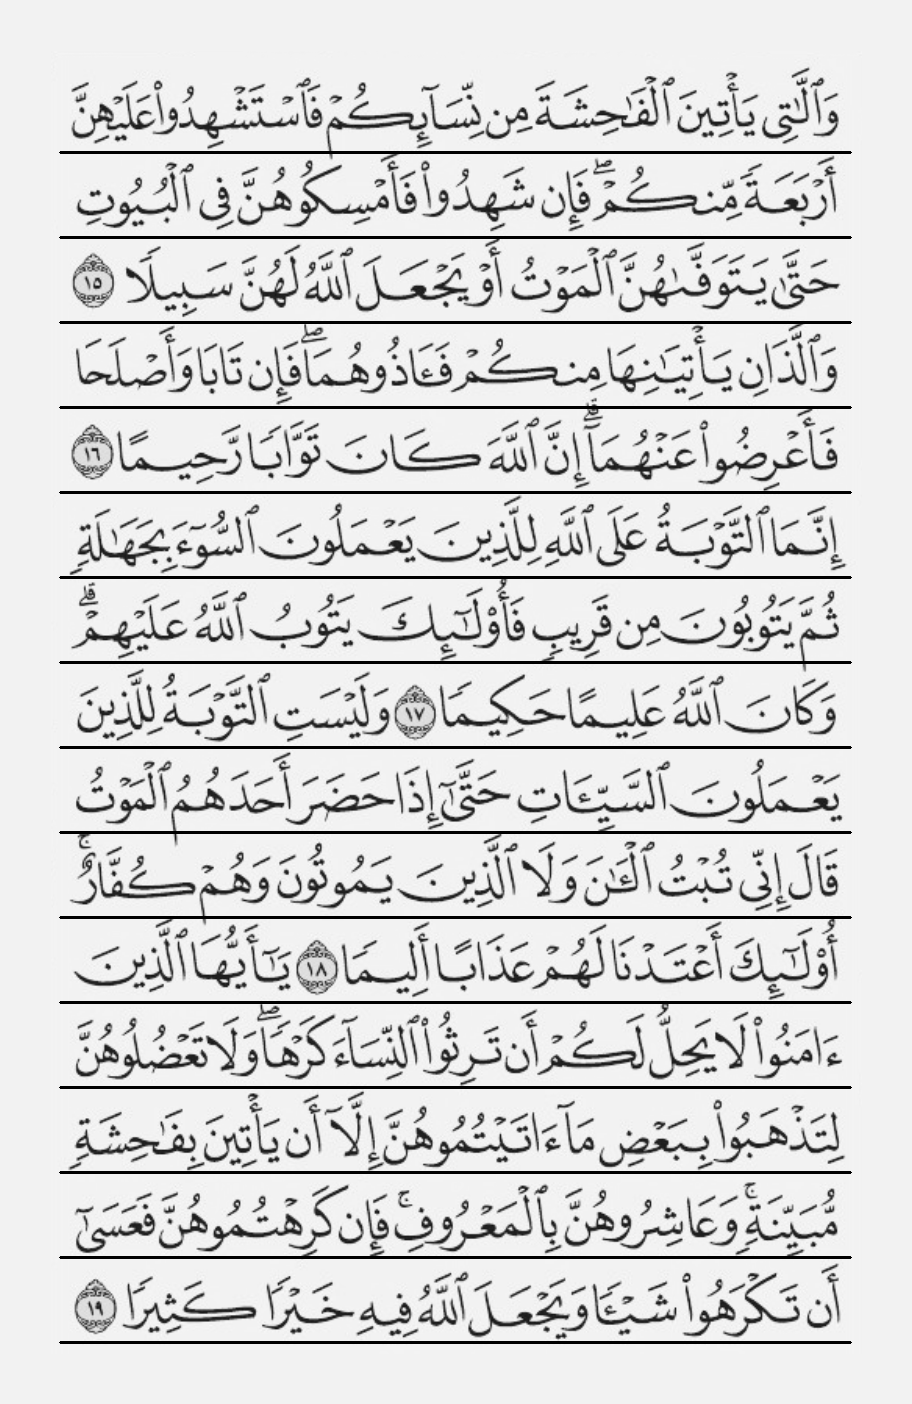 وَٱلَّٰتِى يَأۡتِينَ ٱلۡفَٰحِشَةَ مِن نِّسَآئِكُمۡ فَٱسۡتَشۡهِدُواْ عَلَيۡهِنَّ
أَرۡبَعَةٗ مِّنكُمۡۖ فَإِن شَهِدُواْ فَأَمۡسِكُوهُنَّ فِى ٱلۡبُيُوتِ
حَتَّىٰ يَتَوَفَّىٰهُنَّ ٱلۡمَوۡتُ أَوۡ يَجۡعَلَ ٱللَّهُ لَهُنَّ سَبِيلٗا ١٥
وَٱلَّذَانِ يَأۡتِيَٰنِهَا مِنكُمۡ فَـَٔاذُوهُمَاۖ فَإِن تَابَا وَأَصۡلَحَا
فَأَعۡرِضُواْ عَنۡهُمَآۗ إِنَّ ٱللَّهَ كَانَ تَوَّابٗا رَّحِيمًا ١٦
إِنَّمَا ٱلتَّوۡبَةُ عَلَى ٱللَّهِ لِلَّذِينَ يَعۡمَلُونَ ٱلسُّوٓءَ بِجَهَٰلَةٖ
ثُمَّ يَتُوبُونَ مِن قَرِيبٖ فَأُوْلَٰٓئِكَ يَتُوبُ ٱللَّهُ عَلَيۡهِمۡۗ
وَكَانَ ٱللَّهُ عَلِيمًا حَكِيمٗا ١٧ وَلَيۡسَتِ ٱلتَّوۡبَةُ لِلَّذِينَ
يَعۡمَلُونَ ٱلسَّيِّـَٔاتِ حَتَّىٰٓ إِذَا حَضَرَ أَحَدَهُمُ ٱلۡمَوۡتُ
قَالَ إِنِّى تُبۡتُ ٱلۡـَٰٔنَ وَلَا ٱلَّذِينَ يَمُوتُونَ وَهُمۡ كُفَّارٌۚ
أُوْلَٰٓئِكَ أَعۡتَدۡنَا لَهُمۡ عَذَابًا أَلِيمٗا ١٨ يَٰٓأَيُّهَا ٱلَّذِينَ
ءَامَنُواْ لَا يَحِلُّ لَكُمۡ أَن تَرِثُواْ ٱلنِّسَآءَ كَرۡهٗاۖ وَلَا تَعۡضُلُوهُنَّ
لِتَذۡهَبُواْ بِبَعۡضِ مَآ ءَاتَيۡتُمُوهُنَّ إِلَّآ أَن يَأۡتِينَ بِفَٰحِشَةٖ
مُّبَيِّنَةٖۚ وَعَاشِرُوهُنَّ بِٱلۡمَعۡرُوفِۚ فَإِن كَرِهۡتُمُوهُنَّ فَعَسَىٰٓ
أَن تَكۡرَهُواْ شَيۡـٔٗا وَيَجۡعَلَ ٱللَّهُ فِيهِ خَيۡرٗا كَثِيرٗا ١٩